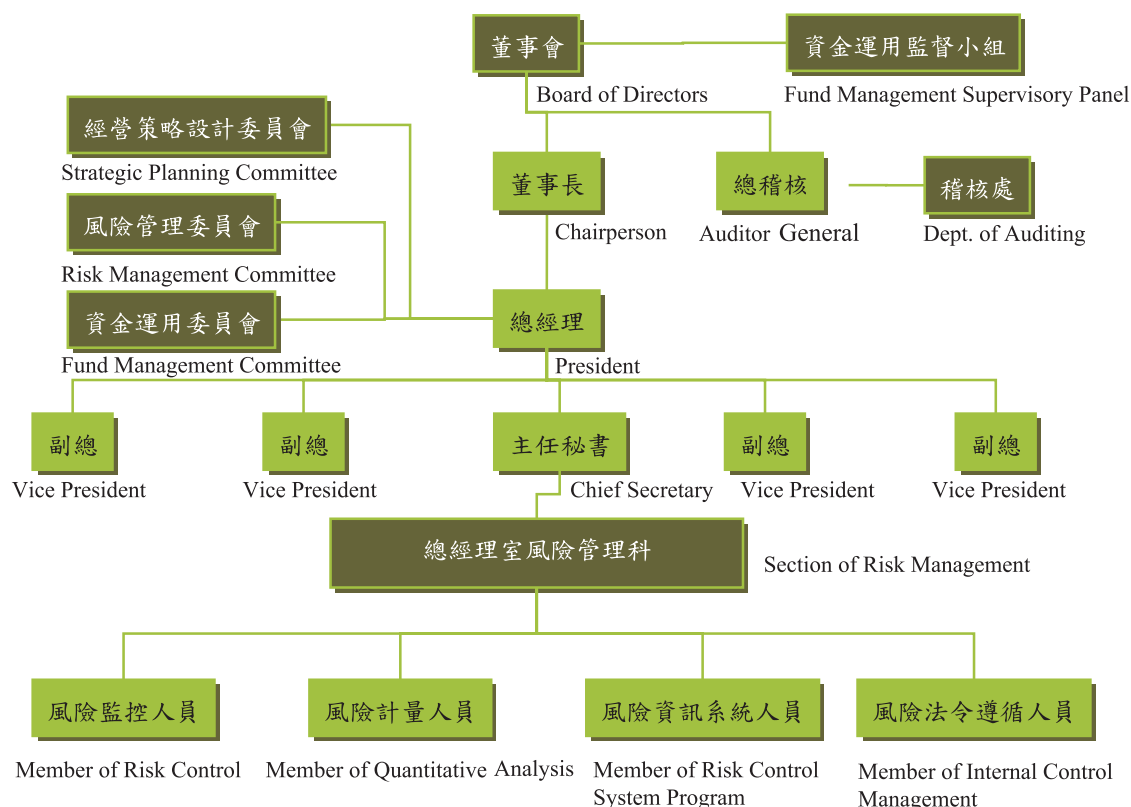 董事會
資金運用監督小組
Board of Directors
Fund Management Supervisory Panel
經營策略設計委員會
Strategic Planning Committee
董事長
總稽核
稽核處
Chairperson
Auditor General
Dept. of Auditing
風險管理委員會
Risk Management Committee
資金運用委員會
Fund Management Committee
總經理
President
副總
副總
主任秘書
副總
副總
Vice President
Vice President
Chief Secretary
Vice President
Vice President
總經理室風險管理科
Section of Risk Management
風險監控人員
風險計量人員
風險資訊系統人員
風險法令遵循人員
Member of Risk Control
Member of Quantitative Analysis
Member of Risk Control
System Program
Member of Internal Control
Management